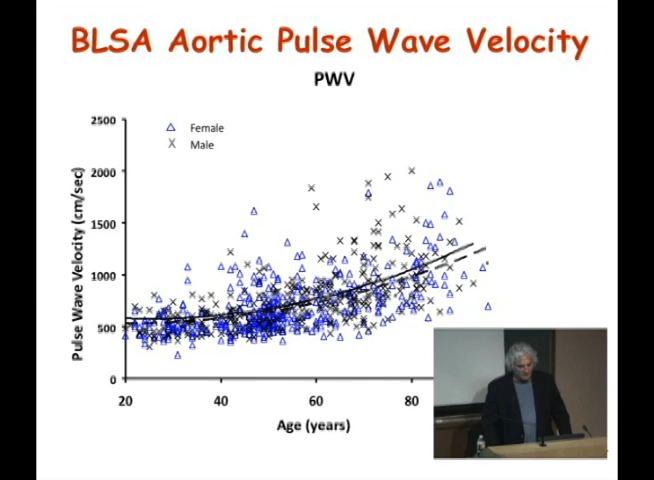 BLSA Aortic Pulse Wave Velocity
PWV
2500
2000
1500
1000
500
0
Female
Male
Pulse Wave Velocity (cm/sec)
20
40
60
80
Age (years)